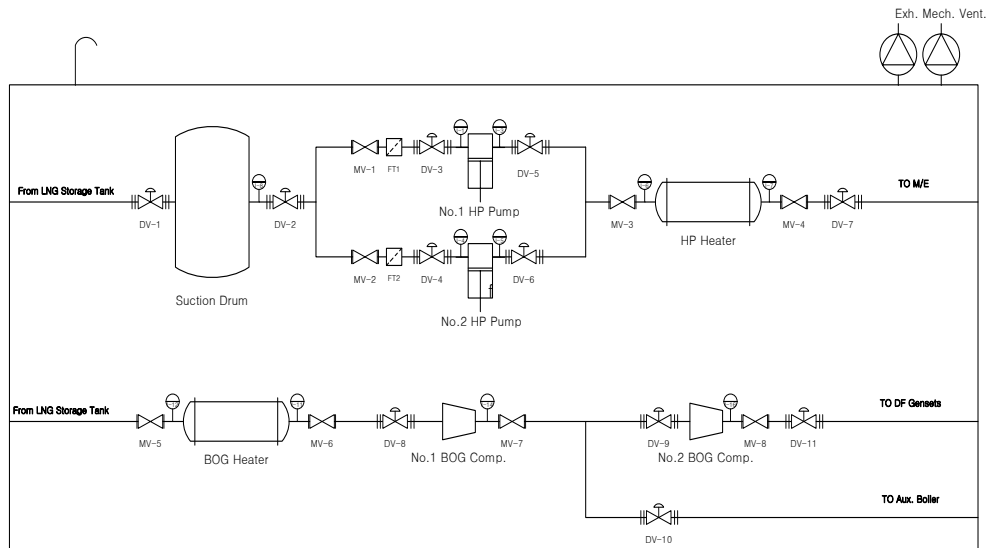 Exh. Mech. Vent.
MV-1
FT1
DV-3
DV-5
From LNG Storage Tank
TO M/E
DV-1
DV-2
No.1 HP Pump
MV-3
MV-4
DV-7
HP Heater
MV-2
FT2
DV-4
DV-6
Suction Drum
No.2 HP Pump
From LNG Storage Tank
TO DF Gensets
MV-5
MV-6
DV-8
MV-7
DV-9
MV-8
DV-11
BOG Heater
No.1 BOG Comp.
No.2 BOG Comp.
TO Aux. Boiler
DV-10